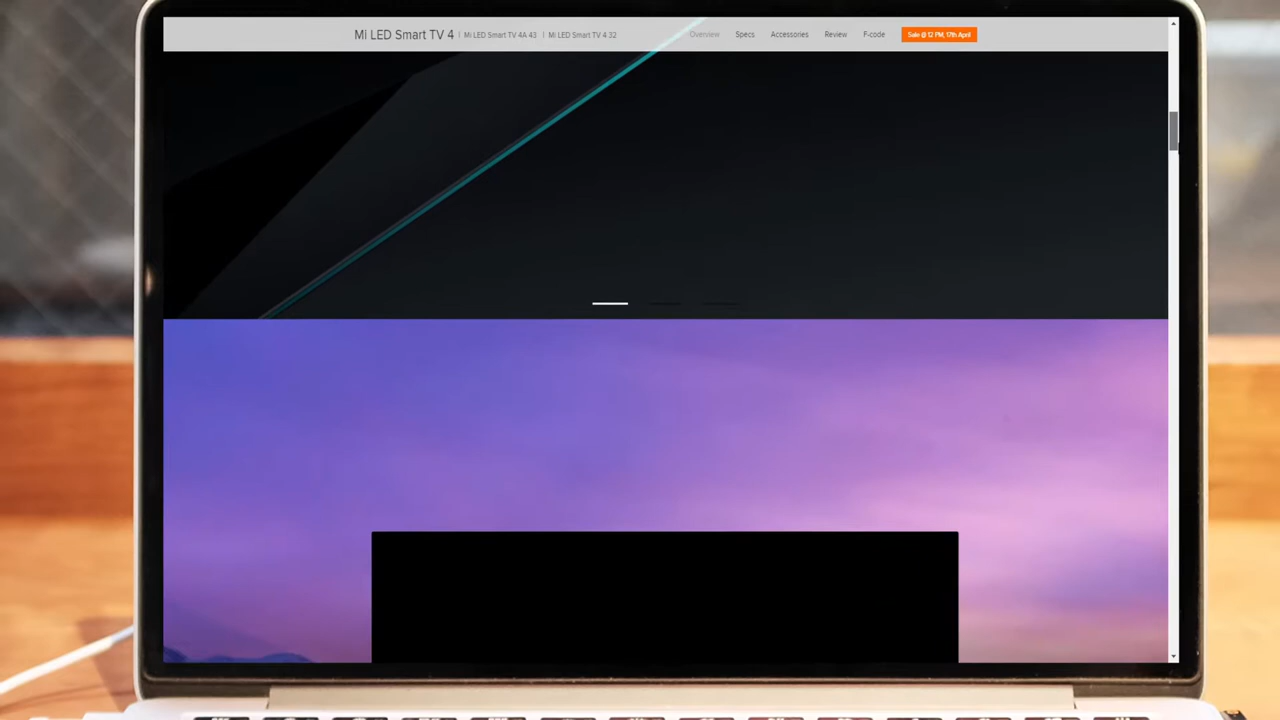 Mi LED Smart TV 4 | Mi LED Smart TV 4A 43 | Mi LED Smart TV 4 32 Overview Specs Accessories Review F-code Sale @ 12 PM, 17th April